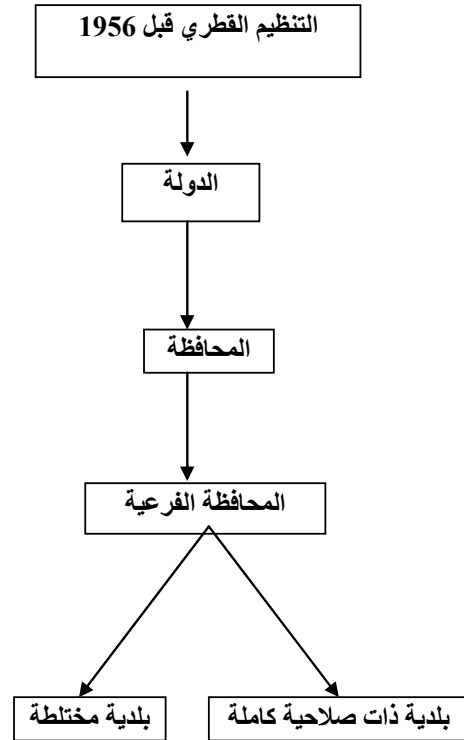 التنظيم القطري قبل 1956
الدولة
المحافظة
المحافظة الفرعية
بلدية ذات صلاحية كاملة
بلدية مختلطة